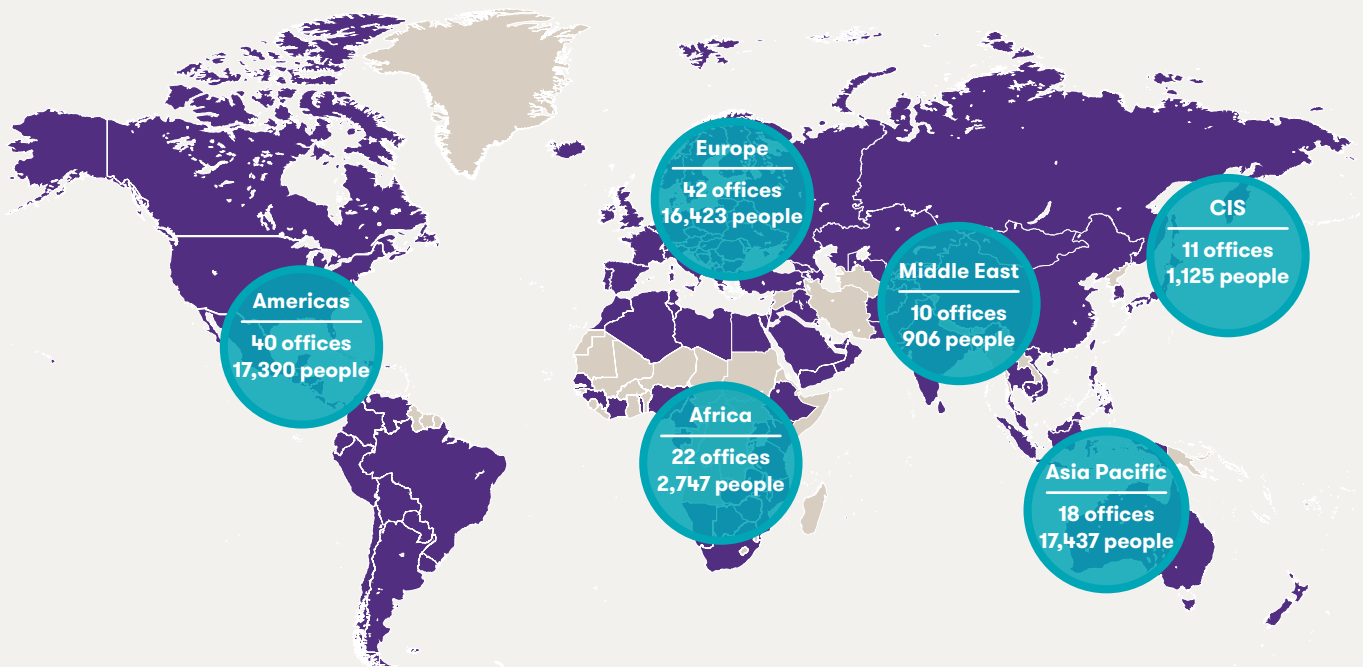 Europe
42 offices
16,423 people
CIS
11 offices
1,125 people
Middle East
10 offices
906 people
Americas
40 offices
17,390 people
Africa
22 offices
2,747 people
Asia Pacific
18 offices
17,437 people